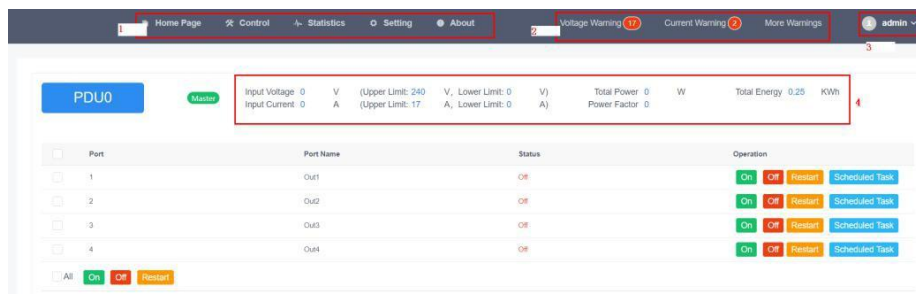 1 Home Page Control Statistics Setting About 2 Voltage Warning 17 Current Warning 2 More Warnings admin
3
PDU0 Master
Input Voltage 0 V (Upper Limit: 240 V, Lower Limit: 0 V) Total Power 0 W Total Energy 0.25 KWh
Input Current 0 A (Upper Limit: 17 A, Lower Limit: 0 A) Power Factor 0
4
Port Port Name Status Operation
1 Out1 Off On Off Restart Scheduled Task
2 Out2 Off On Off Restart Scheduled Task
3 Out3 Off On Off Restart Scheduled Task
4 Out4 Off On Off Restart Scheduled Task
All On Off Restart